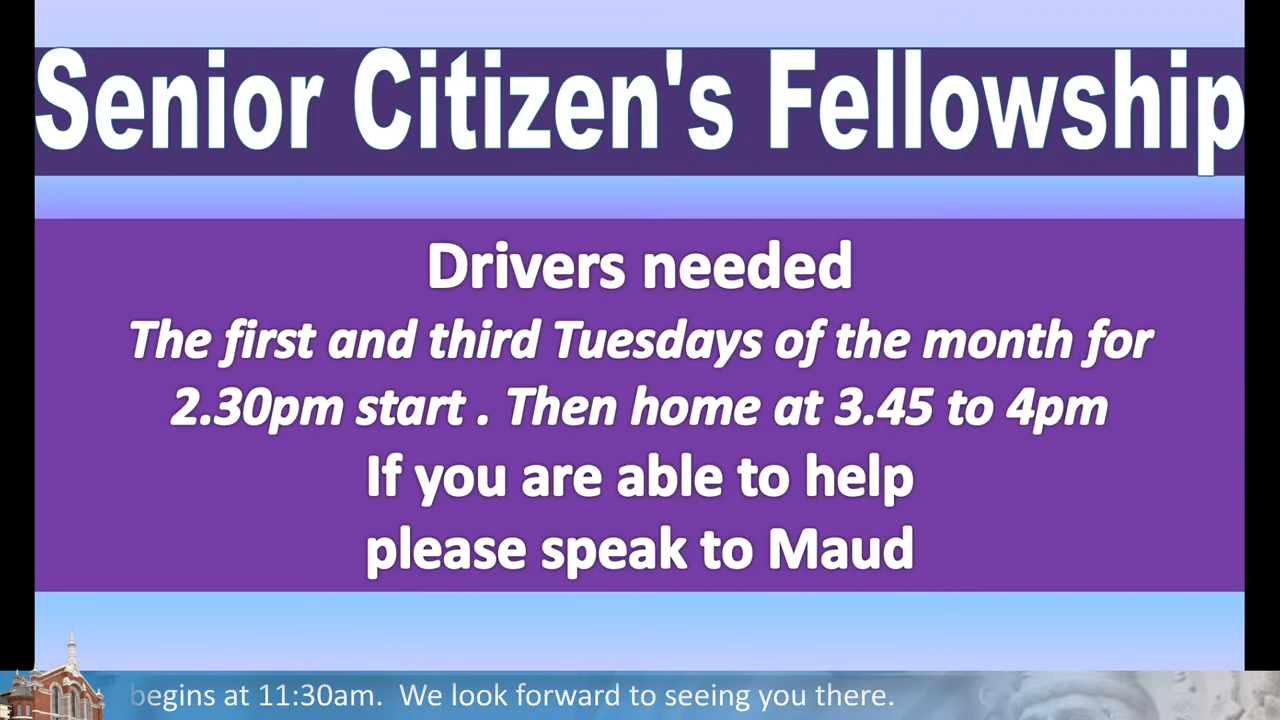 Senior Citizen's Fellowship
Drivers needed
The first and third Tuesdays of the month for
2.30pm start . Then home at 3.45 to 4pm
If you are able to help
please speak to Maud
begins at 11:30am.  We look forward to seeing you there.